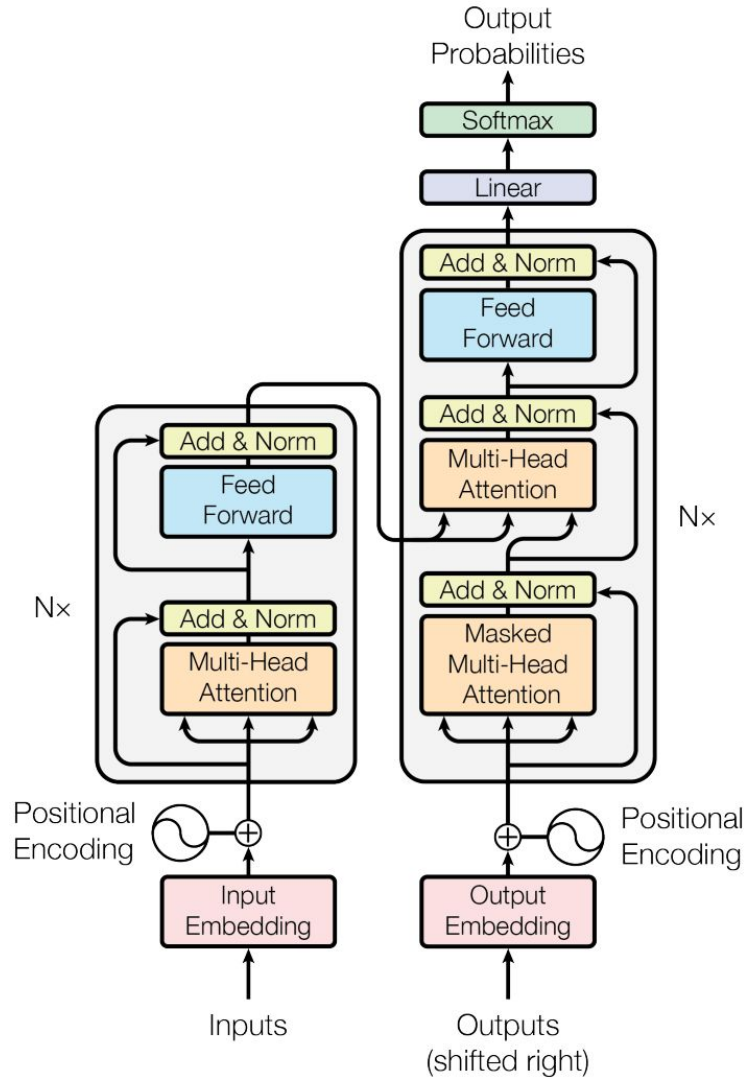 Output
Probabilities
Softmax
Linear
Add & Norm
Feed
Forward
Add & Norm
Multi-Head
Attention
Add & Norm
Masked
Multi-Head
Attention
N×
Add & Norm
Feed
Forward
Add & Norm
Multi-Head
Attention
N×
Positional
Encoding
Positional
Encoding
Input
Embedding
Output
Embedding
Inputs
Outputs
(shifted right)